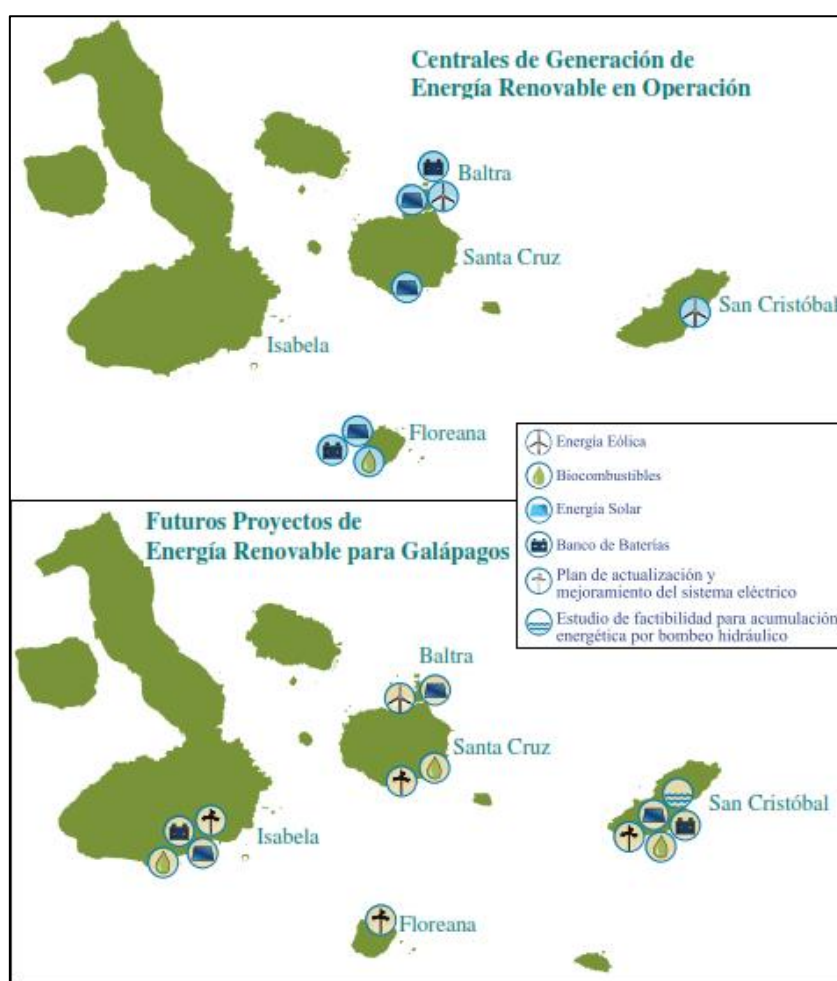 Centrales de Generación de
Energía Renovable en Operación
Baltra
Santa Cruz
San Cristóbal
Isabela
Floreana
Energía Eólica
Biocombustibles
Energía Solar
Banco de Baterías
Plan de actualización y
mejoramiento del sistema eléctrico
Estudio de factibilidad para acumulación
energética por bombeo hidráulico
Futuros Proyectos de
Energía Renovable para Galápagos
Baltra
Santa Cruz
San Cristóbal
Isabela
Floreana